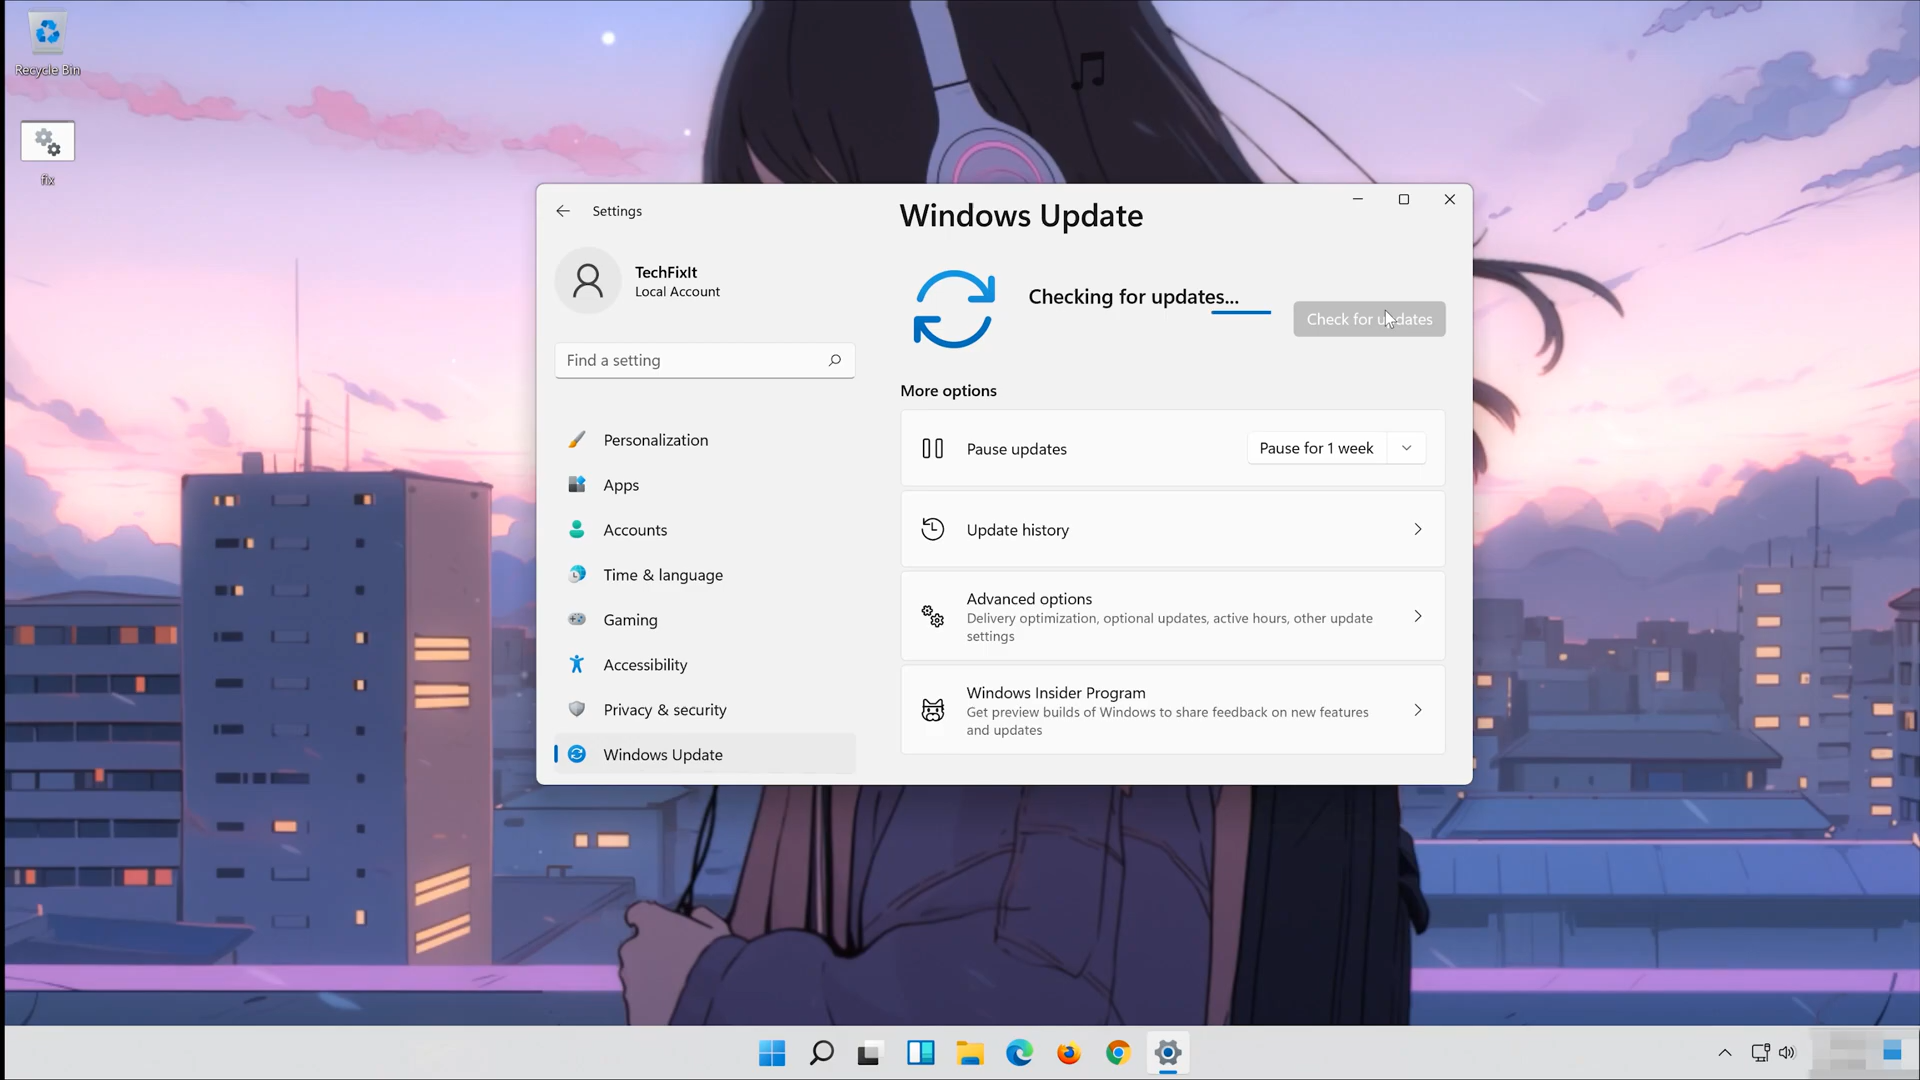 Recycle Bin
fix
Settings
Windows Update
TechFixIt
Local Account
Checking for updates...
Check for updates
Find a setting
More options
Personalization
Pause updates
Pause for 1 week
Apps
Accounts
Update history
Time & language
Advanced options
Delivery optimization, optional updates, active hours, other update
settings
Gaming
Accessibility
Privacy & security
Windows Insider Program
Get preview builds of Windows to share feedback on new features
and updates
Windows Update